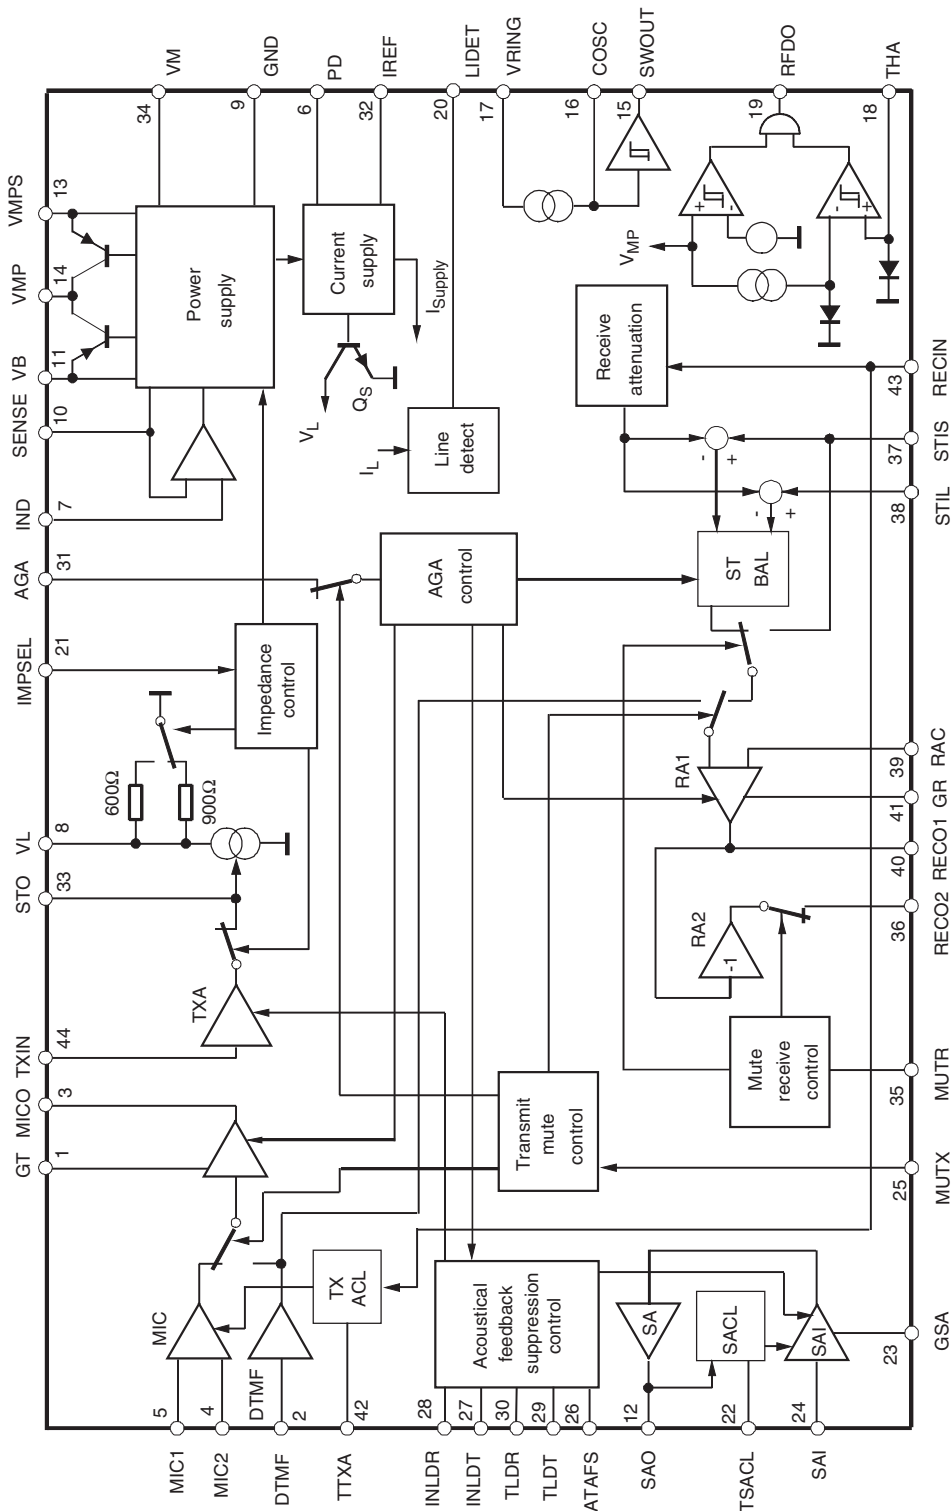 VMPS
13
VMP
14
VB
11
SENSE
10
IND
7
AGA
31
IMPSEL
21
VL
8
STO
33
TXIN
44
MICO
3
GT
1
VM
34
GND
9
PD
6
IREF
32
LIDET
20
VRING
17
COSC
16
SWOUT
15
RFDO
19
THA
18
Power
supply
Current
supply
ISupply
VL
QS
IL
Line
detect
VMP
+
-
-
+
Receive
attenuation
-
+
-
+
ST
BAL
AGA
control
Impedance
control
600Ω
900Ω
TXA
RA1
RA2
-1
Mute
receive
control
Transmit
mute
control
MIC
DTMF
TX
ACL
Acoustical
feedback
suppression
control
SA
SACL
SAI
RECIN
43
STIS
37
STIL
38
RAC
39
GR
41
RECO1
40
RECO2
36
MUTR
35
MUTX
25
GSA
23
MIC1
5
MIC2
4
DTMF
2
TTXA
42
INLDR
28
INLDT
27
TLDR
30
TLDT
29
ATAFS
26
SAO
12
TSACL
22
SAI
24